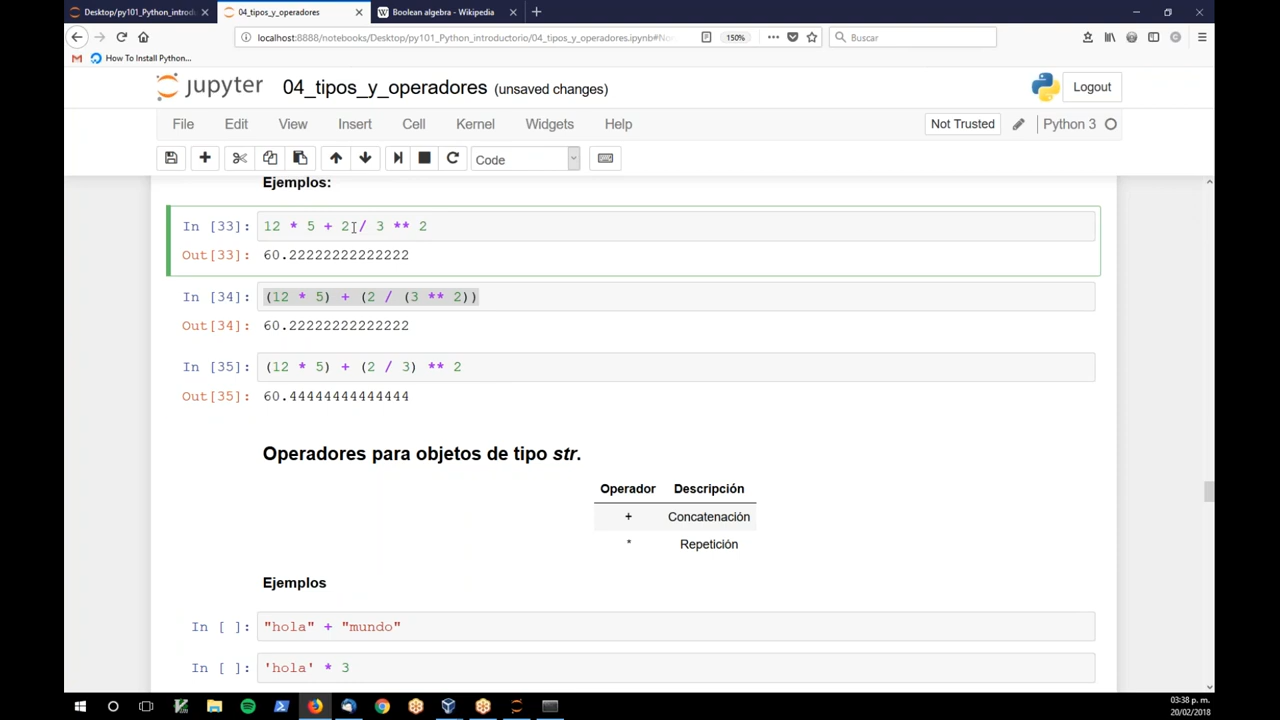 Desktop/py101_Python_introdu
04_tipos_y_operadores
Boolean algebra - Wikipedia
localhost:8888/notebooks/Desktop/py101_Python_introductorio/04_tipos_y_operadores.ipynb#Nor
150%
Buscar
How To Install Python...
jupyter
04_tipos_y_operadores (unsaved changes)
Logout
File Edit View Insert Cell Kernel Widgets Help
Not Trusted
Python 3
Code
Ejemplos:
In [33]: 12 * 5 + 2 / 3 ** 2
Out[33]: 60.22222222222222
In [34]: (12 * 5) + (2 / (3 ** 2))
Out[34]: 60.22222222222222
In [35]: (12 * 5) + (2 / 3) ** 2
Out[35]: 60.44444444444444
Operadores para objetos de tipo str.
Operador Descripción
+ Concatenación
* Repetición
Ejemplos
In [ ]: "hola" + "mundo"
In [ ]: 'hola' * 3
03:38 p. m.
20/02/2018